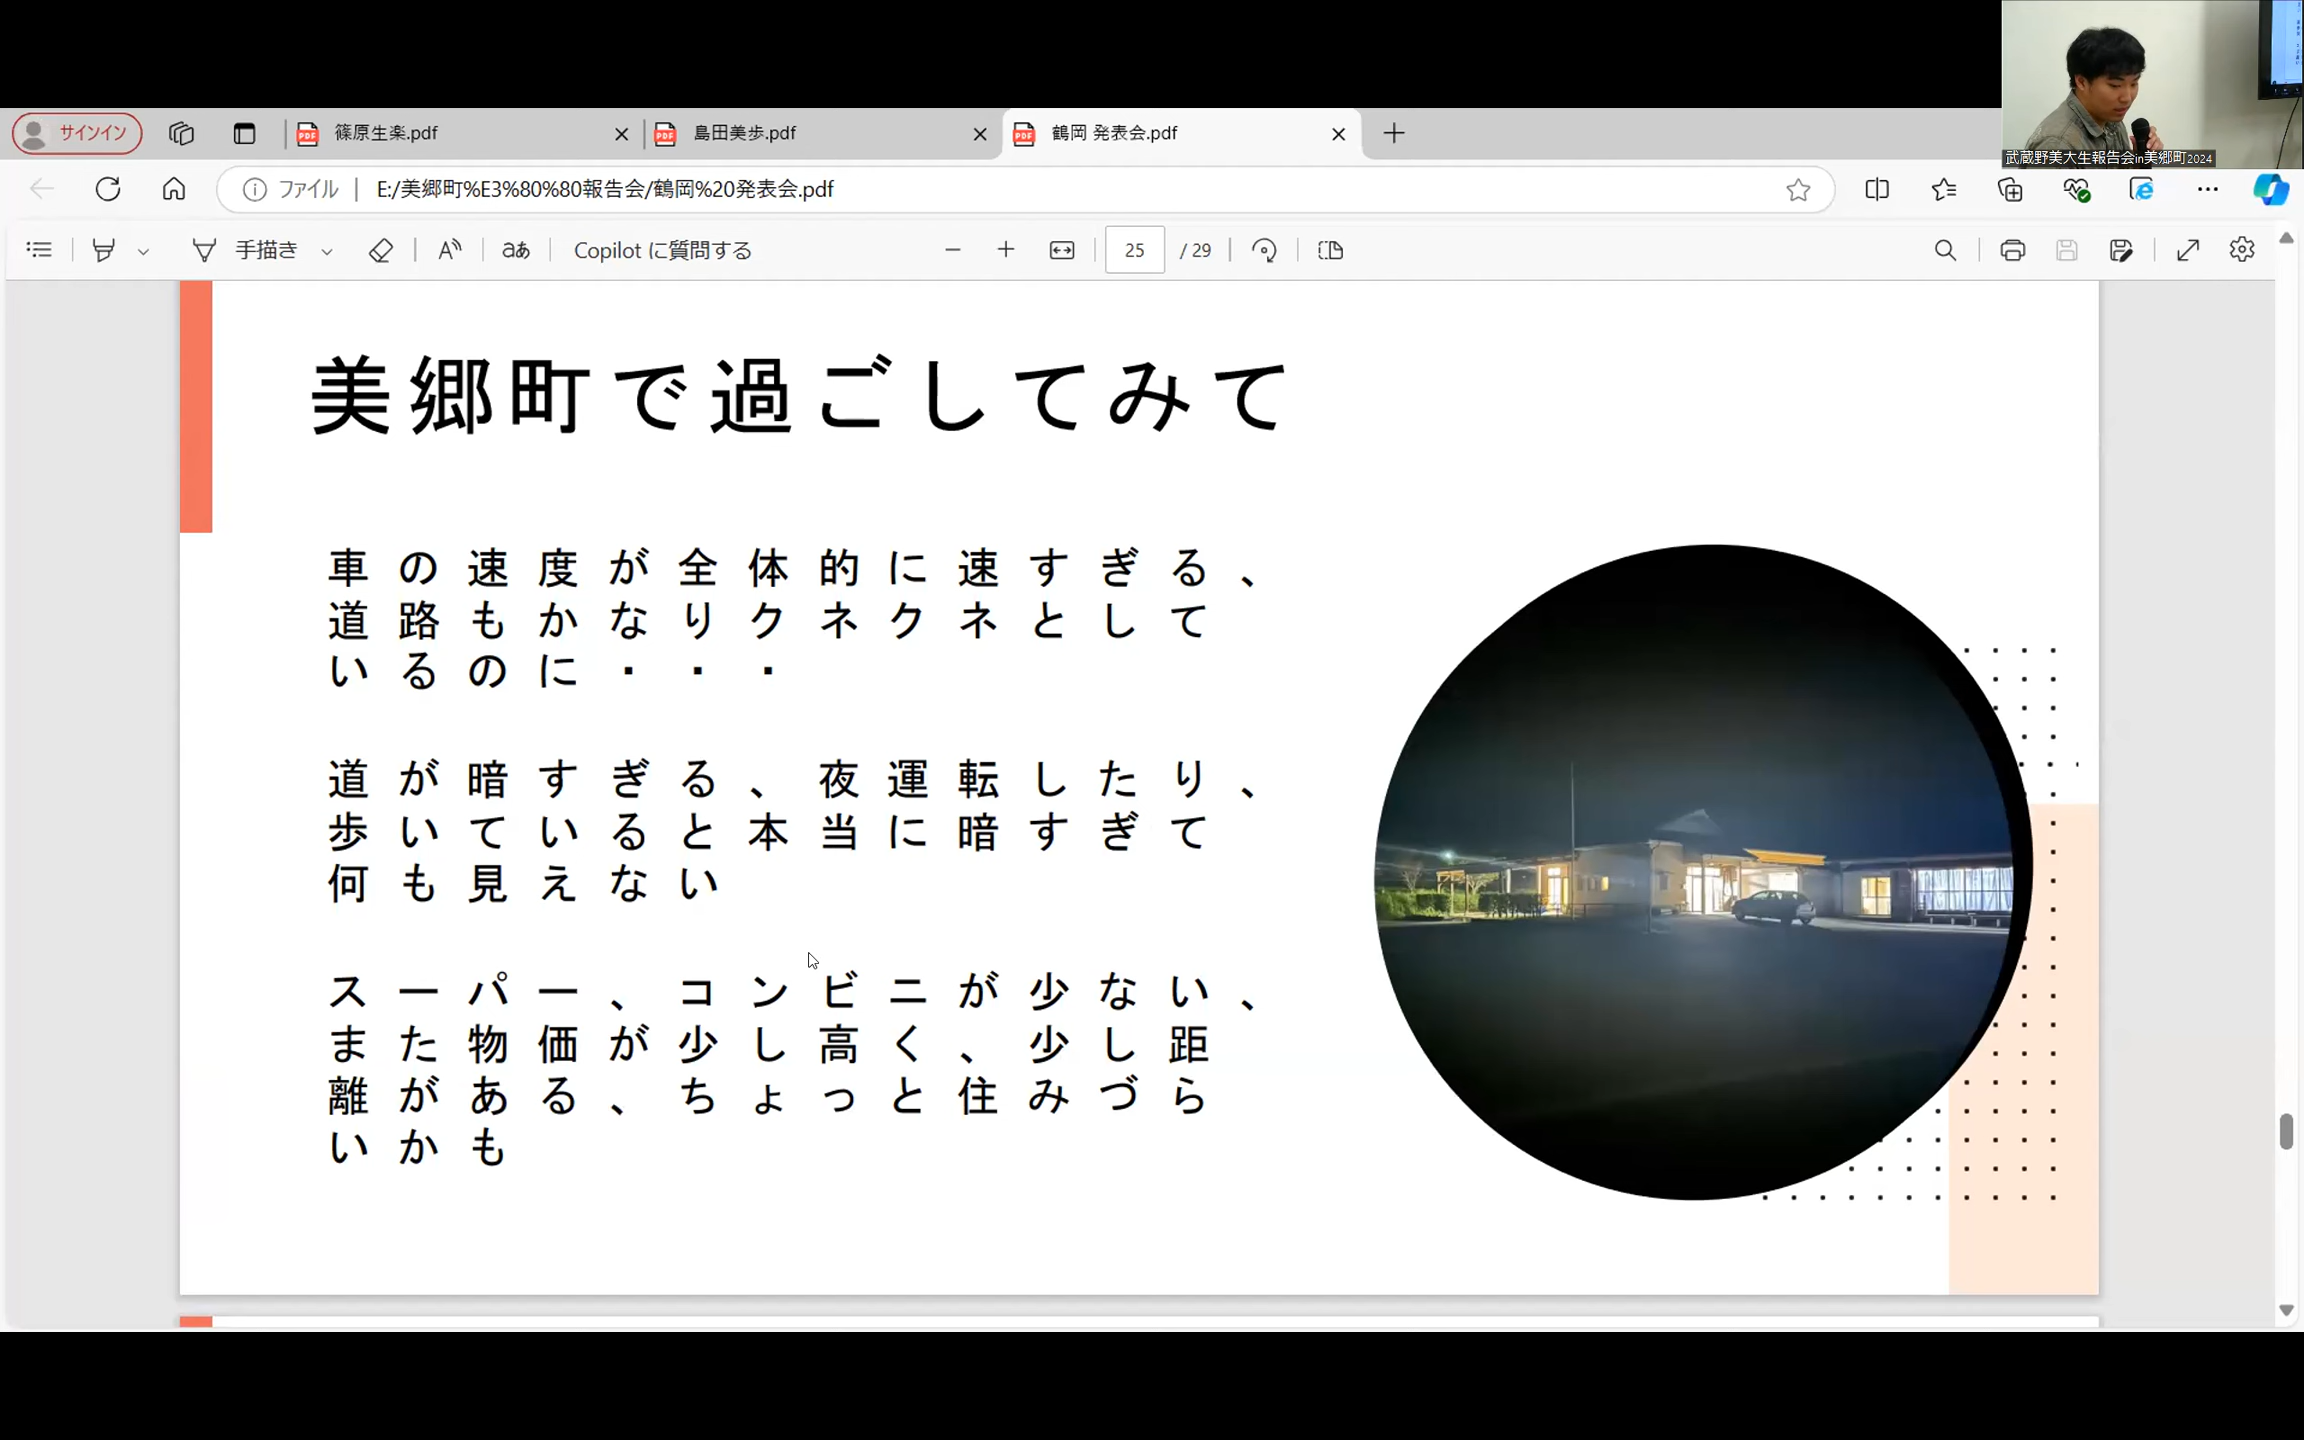 武蔵野美大生報告会in美郷町2024
サインイン
篠原生楽.pdf
島田美歩.pdf
鶴岡 発表会.pdf
ファイル
E:/美郷町%E3%80%80報告会/鶴岡%20発表会.pdf
手描き
aあ
Copilot に質問する
25 / 29
美郷町で過ごしてみて
車の速度が全体的に速すぎる、
道路もかなりクネクネとして
いるのに・・・
道が暗すぎる、夜運転したり、
歩いていると本当に暗すぎて
何も見えない
スーパー、コンビニが少ない、
また物価が少し高く、少し距
離がある、ちょっと住みづら
いかも